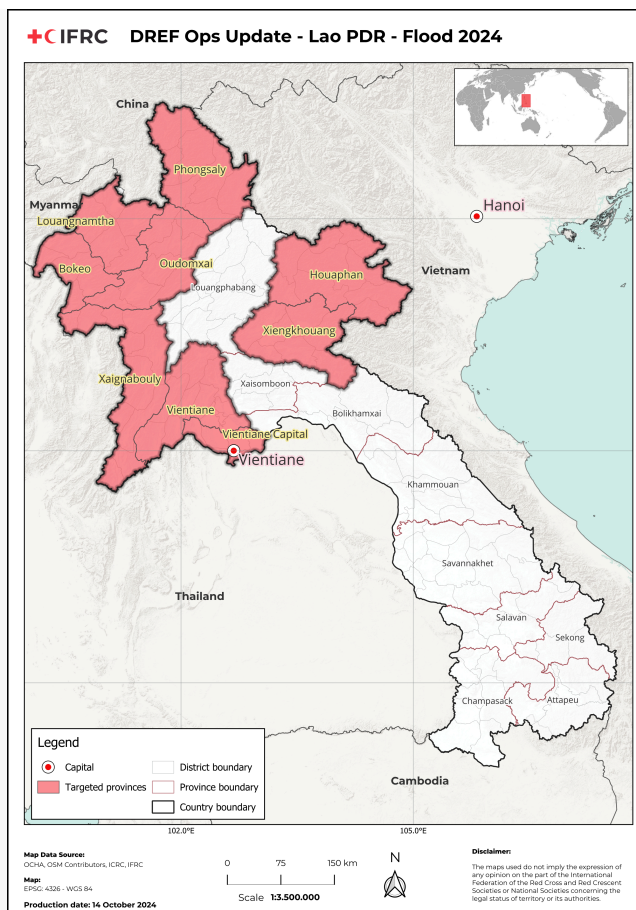 IFRC DREF Ops Update - Lao PDR - Flood 2024
China
Phongsaly
Myanmar
Hanoi
Louangnamtha
Bokeo
Oudomxai
Houaphan
Vietnam
Louangphabang
Xiengkhouang
Xaignabouly
Xaisomboon
Vientiane
Bolikhamxai
Vientiane Capital
Vientiane
Khammouan
Savannakhet
Thailand
Salavan
Sekong
Champasack
Attapeu
Cambodia
Legend
Capital
Targeted provinces
District boundary
Province boundary
Country boundary
102.0°E 105.0°E
Map Data Source:
OCHA, OSM Contributors, ICRC, IFRC
Map:
EPSG: 4326 - WGS 84
Production date: 14 October 2024
0 75 150 km
Scale 1:3.500.000
N
Disclaimer:
The maps used do not imply the expression of
any opinion on the part of the International
Federation of the Red Cross and Red Crescent
Societies or National Societies concerning the
legal status of territory or its authorities.